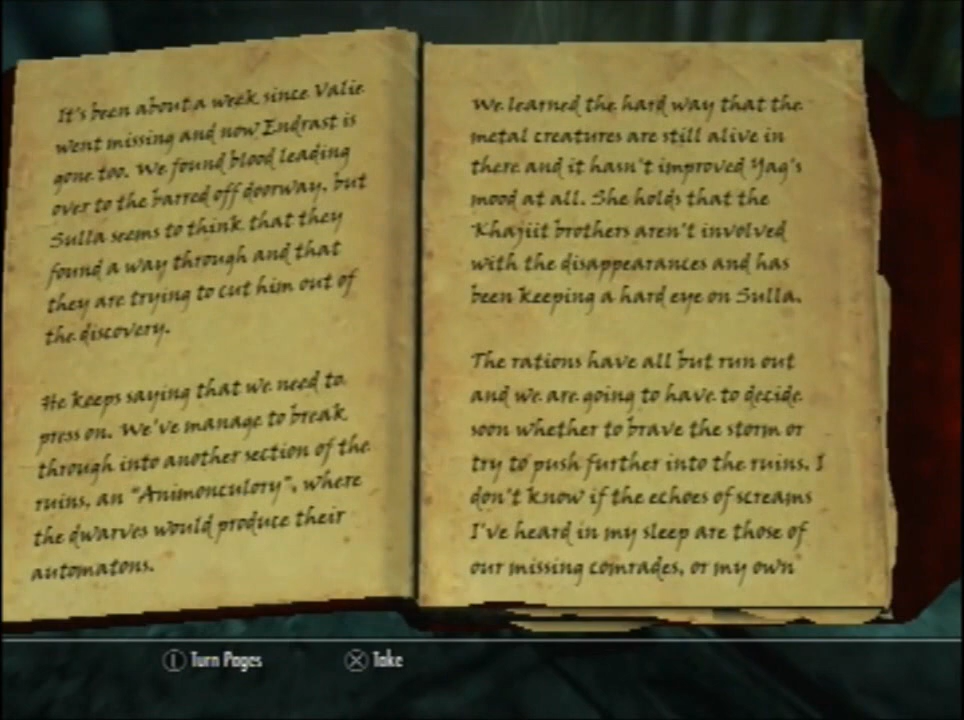 It's been about a week since Valie
went missing and now Endrast is
gone too. We found blood leading
over to the barred off doorway, but
Sulla seems to think that they
found a way through and that
they are trying to cut him out of
the discovery.
He keeps saying that we need to
press on. We've manage to break
through into another section of the
ruins, an "Animonculory", where
the dwarves would produce their
automatons.
We learned the hard way that the
metal creatures are still alive in
there and it hasn't improved Yag's
mood at all. She holds that the
Khajiit brothers aren't involved
with the disappearances and has
been keeping a hard eye on Sulla.
The rations have all but run out
and we are going to have to decide
soon whether to brave the storm or
try to push further into the ruins. I
don't know if the echoes of screams
I've heard in my sleep are those of
our missing comrades, or my own
Turn Pages
Take